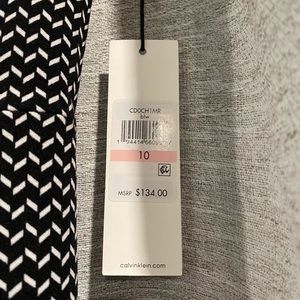 CD0CH1MR
blw
10
MSRP $134.00
calvinklein.com